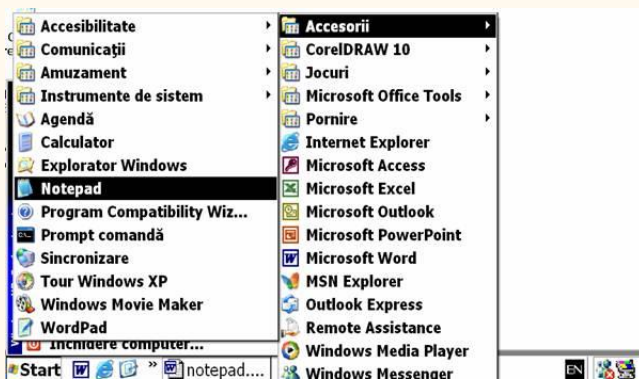 Accesibilitate
Comunicaţii
Amuzament
Instrumente de sistem
Agendă
Calculator
Explorator Windows
Notepad
Program Compatibility Wiz...
Prompt comandă
Sincronizare
Tour Windows XP
Windows Movie Maker
WordPad
Accesorii
CorelDRAW 10
Jocuri
Microsoft Office Tools
Pornire
Internet Explorer
Microsoft Access
Microsoft Excel
Microsoft Outlook
Microsoft PowerPoint
Microsoft Word
MSN Explorer
Outlook Express
Remote Assistance
Windows Media Player
Windows Messenger
Închidere computer...
Start
notepad....
EN